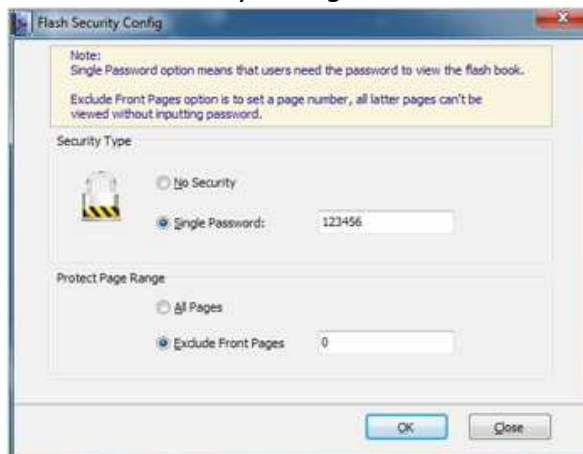 Flash Security Config
Note:
Single Password option means that users need the password to view the flash book.
Exclude Front Pages option is to set a page number, all latter pages can't be
viewed without inputting password.
Security Type
No Security
Single Password: 123456
Protect Page Range
All Pages
Exclude Front Pages 0
OK Close